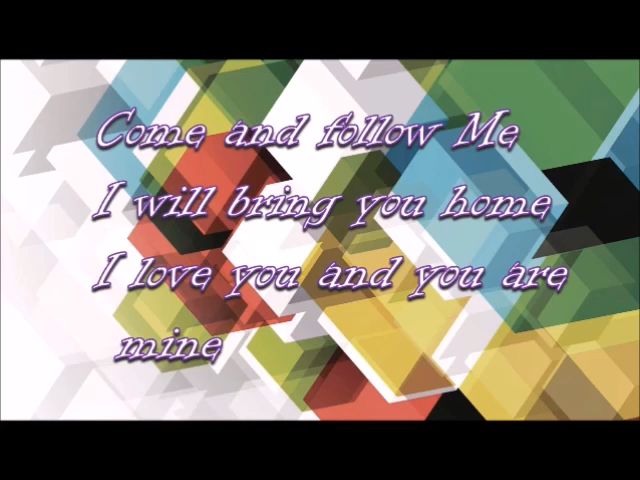 Come and follow Me
I will bring you home
I love you and you are
mine